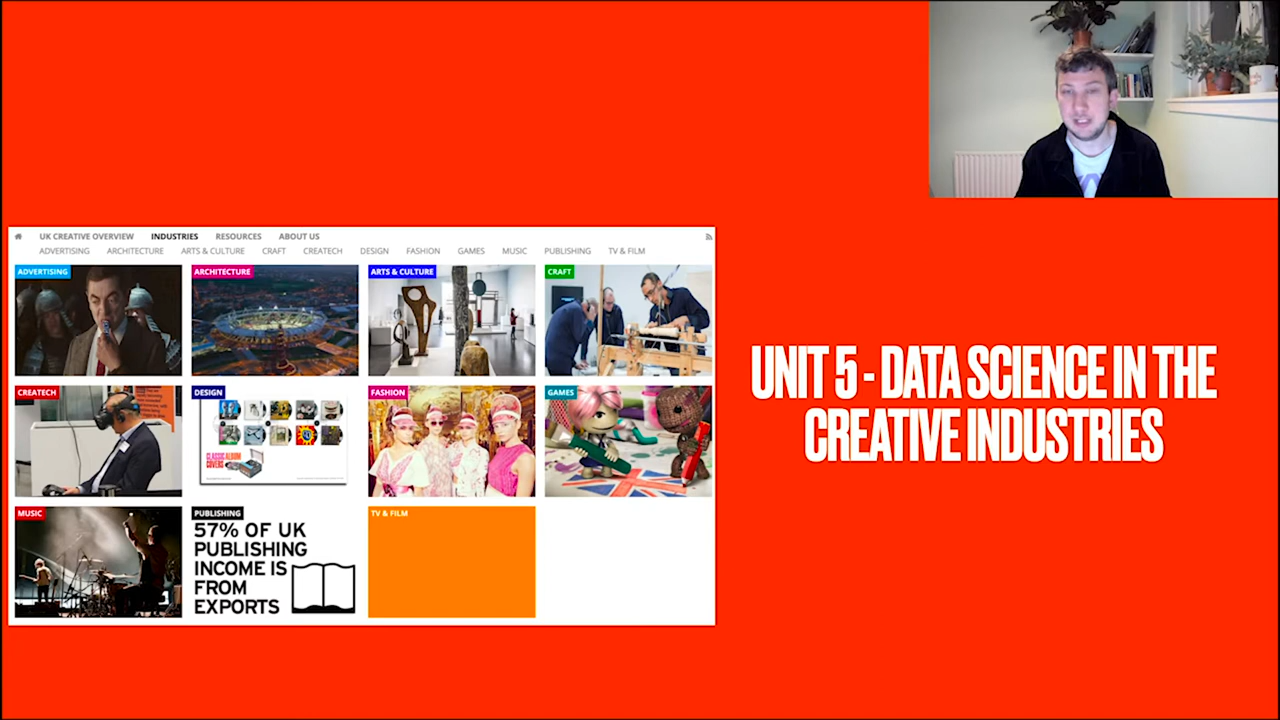 UK CREATIVE OVERVIEW INDUSTRIES RESOURCES ABOUT US
ADVERTISING ARCHITECTURE ARTS & CULTURE CRAFT CREATECH DESIGN FASHION GAMES MUSIC PUBLISHING TV & FILM
ADVERTISING
ARCHITECTURE
ARTS & CULTURE
CRAFT
CREATECH
DESIGN
CLASSIC ALBUM
COVERS
FASHION
GAMES
MUSIC
PUBLISHING
57% OF UK
PUBLISHING
INCOME IS
FROM
EXPORTS
TV & FILM
UNIT 5 - DATA SCIENCE IN THE
CREATIVE INDUSTRIES